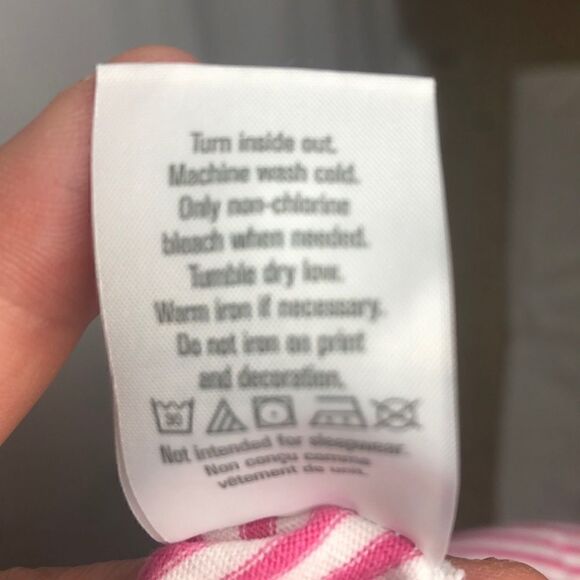 Turn inside out.
Machine wash cold.
Only non-chlorine
bleach when needed.
Tumble dry low.
Warm iron if necessary.
Do not iron on print
and decoration.
30
Not intended for sleepwear.
Non conçu comme
vêtement de nuit.